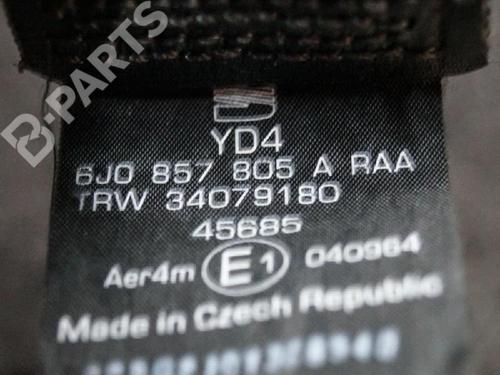 B-PARTS
YD4
6J0 857 805 A RAA
TRW 34079180
45685
Aer4m E1 040964
Made in Czech Republic